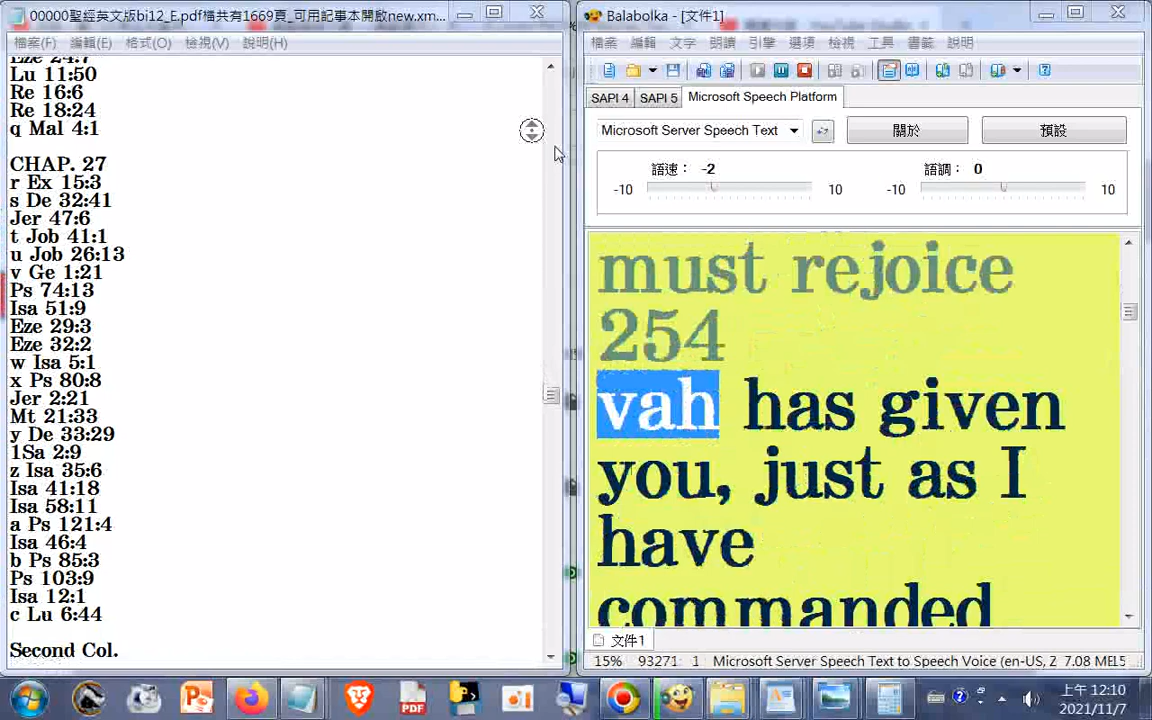 00000聖經英文版bi12_E.pdf檔共有1669頁_可用記事本開啟new.xm...
檔案(F) 編輯(E) 格式(O) 檢視(V) 說明(H)
Eze 24:7
Lu 11:50
Re 16:6
Re 18:24
q Mal 4:1
CHAP. 27
r Ex 15:3
s De 32:41
Jer 47:6
t Job 41:1
u Job 26:13
v Ge 1:21
Ps 74:13
Isa 51:9
Eze 29:3
Eze 32:2
w Isa 5:1
x Ps 80:8
Jer 2:21
Mt 21:33
y De 33:29
1Sa 2:9
z Isa 35:6
Isa 41:18
Isa 58:11
a Ps 121:4
Isa 46:4
b Ps 85:3
Ps 103:9
Isa 12:1
c Lu 6:44
Second Col.
Balabolka - [文件1]
檔案 編輯 文字 朗讀 引擎 選項 檢視 工具 書籤 說明
SAPI 4 SAPI 5 Microsoft Speech Platform
Microsoft Server Speech Text 關於 預設
語速： -2 語調： 0
-10 10 -10 10
must rejoice
254
vah has given
you, just as I
have
commanded
文件1
15% 93271: 1 Microsoft Server Speech Text to Speech Voice (en-US, Z 7.08 МЕБ
PDF
上午 12:10
2021/11/7